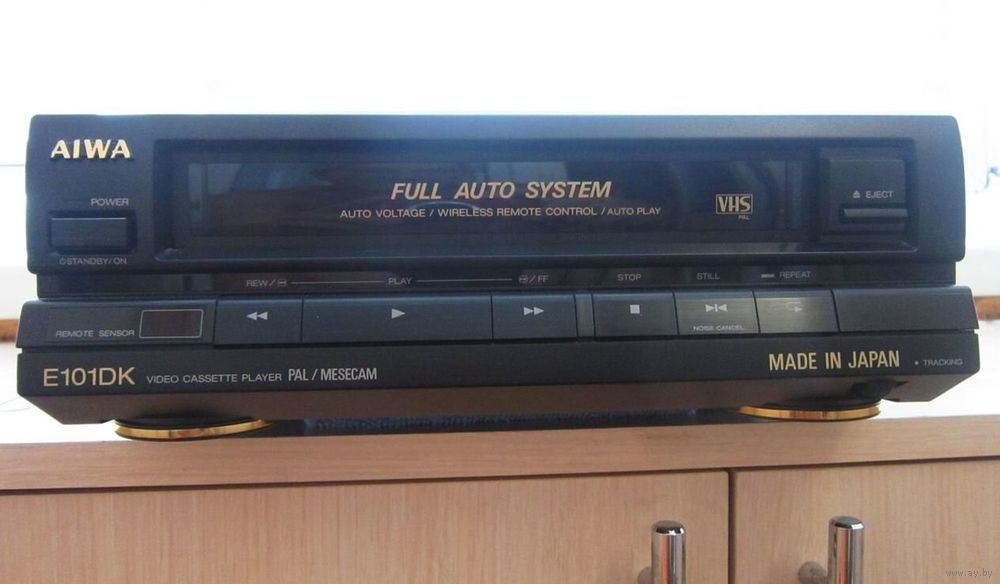 AIWA
POWER
STANDBY/ON
FULL AUTO SYSTEM
AUTO VOLTAGE / WIRELESS REMOTE CONTROL / AUTO PLAY
VHS
PAL
EJECT
REW /
PLAY
/ FF
STOP
STILL
REPEAT
REMOTE SENSOR
NOISE CANCEL
E101DK VIDEO CASSETTE PLAYER PAL / MESECAM
MADE IN JAPAN
• TRACKING
www.ay.by